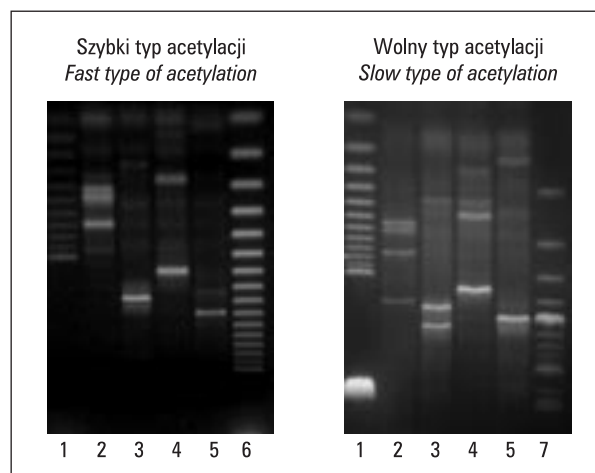 Szybki typ acetylacji
Fast type of acetylation
1 2 3 4 5 6
Wolny typ acetylacji
Slow type of acetylation
1 2 3 4 5 7